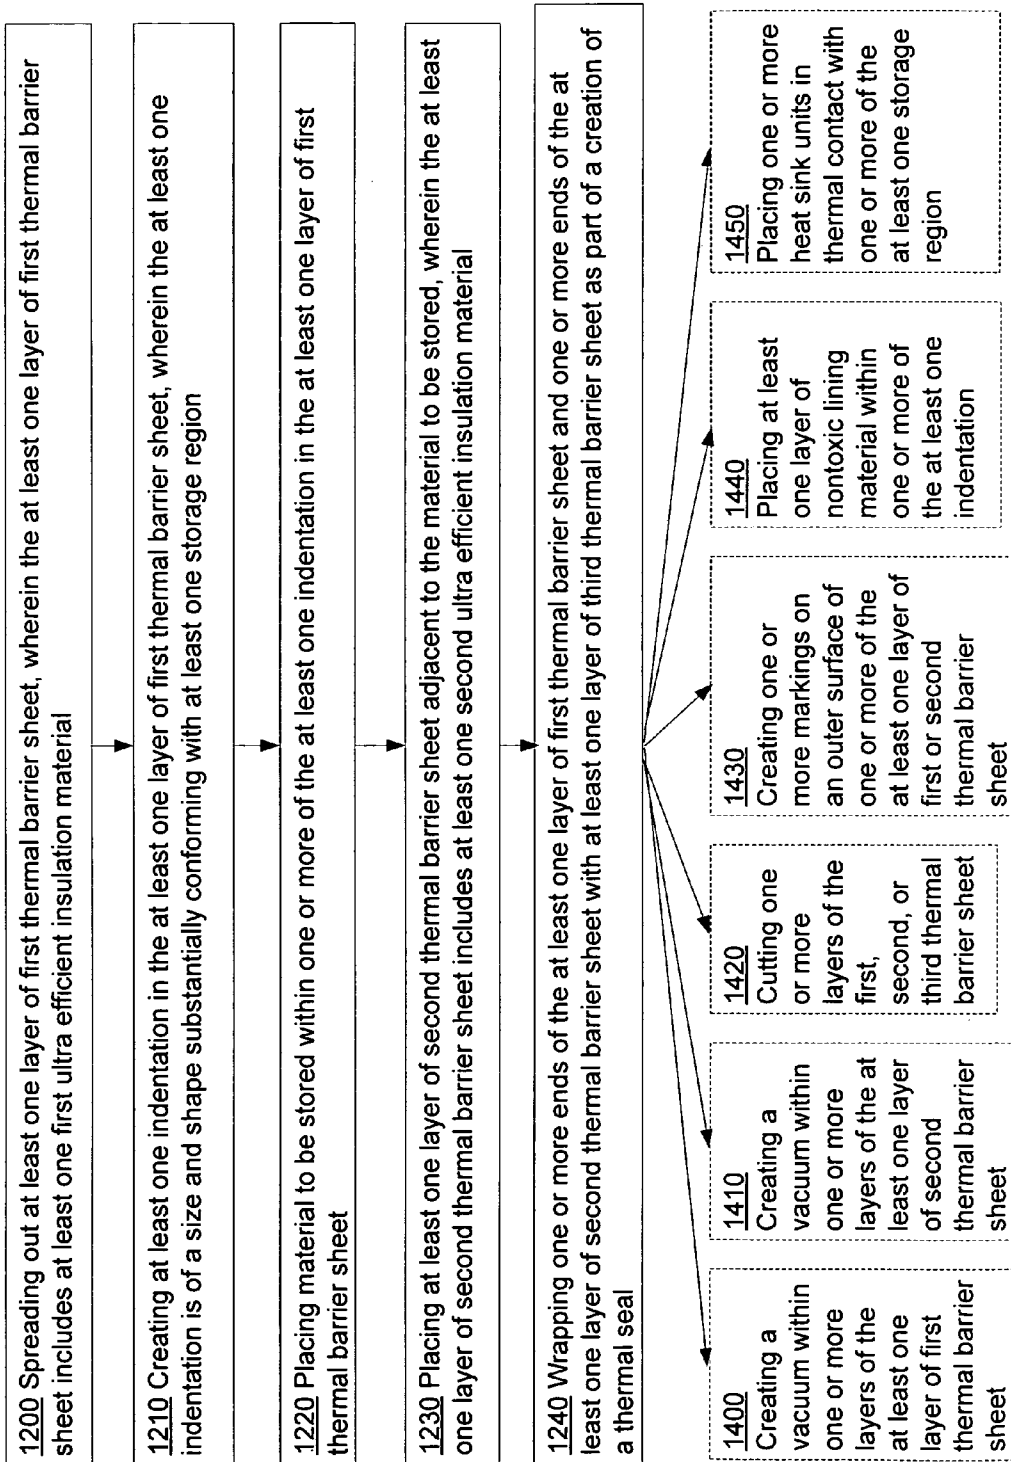 1200 Spreading out at least one layer of first thermal barrier sheet, wherein the at least one layer of first thermal barrier
sheet includes at least one first ultra efficient insulation material
1210 Creating at least one indentation in the at least one layer of first thermal barrier sheet, wherein the at least one
indentation is of a size and shape substantially conforming with at least one storage region
1220 Placing material to be stored within one or more of the at least one indentation in the at least one layer of first
thermal barrier sheet
1230 Placing at least one layer of second thermal barrier sheet adjacent to the material to be stored, wherein the at least
one layer of second thermal barrier sheet includes at least one second ultra efficient insulation material
1240 Wrapping one or more ends of the at least one layer of first thermal barrier sheet and one or more ends of the at
least one layer of second thermal barrier sheet with at least one layer of third thermal barrier sheet as part of a creation of
a thermal seal
1400
Creating a
vacuum within
one or more
layers of the
at least one
layer of first
thermal barrier
sheet
1410
Creating a
vacuum within
one or more
layers of the at
least one layer
of second
thermal barrier
sheet
1420
Cutting one
or more
layers of the
first,
second, or
third thermal
barrier sheet
1430
Creating one or
more markings on
an outer surface of
one or more of the
at least one layer of
first or second
thermal barrier
sheet
1440
Placing at least
one layer of
nontoxic lining
material within
one or more of
the at least one
indentation
1450
Placing one or more
heat sink units in
thermal contact with
one or more of the
at least one storage
region